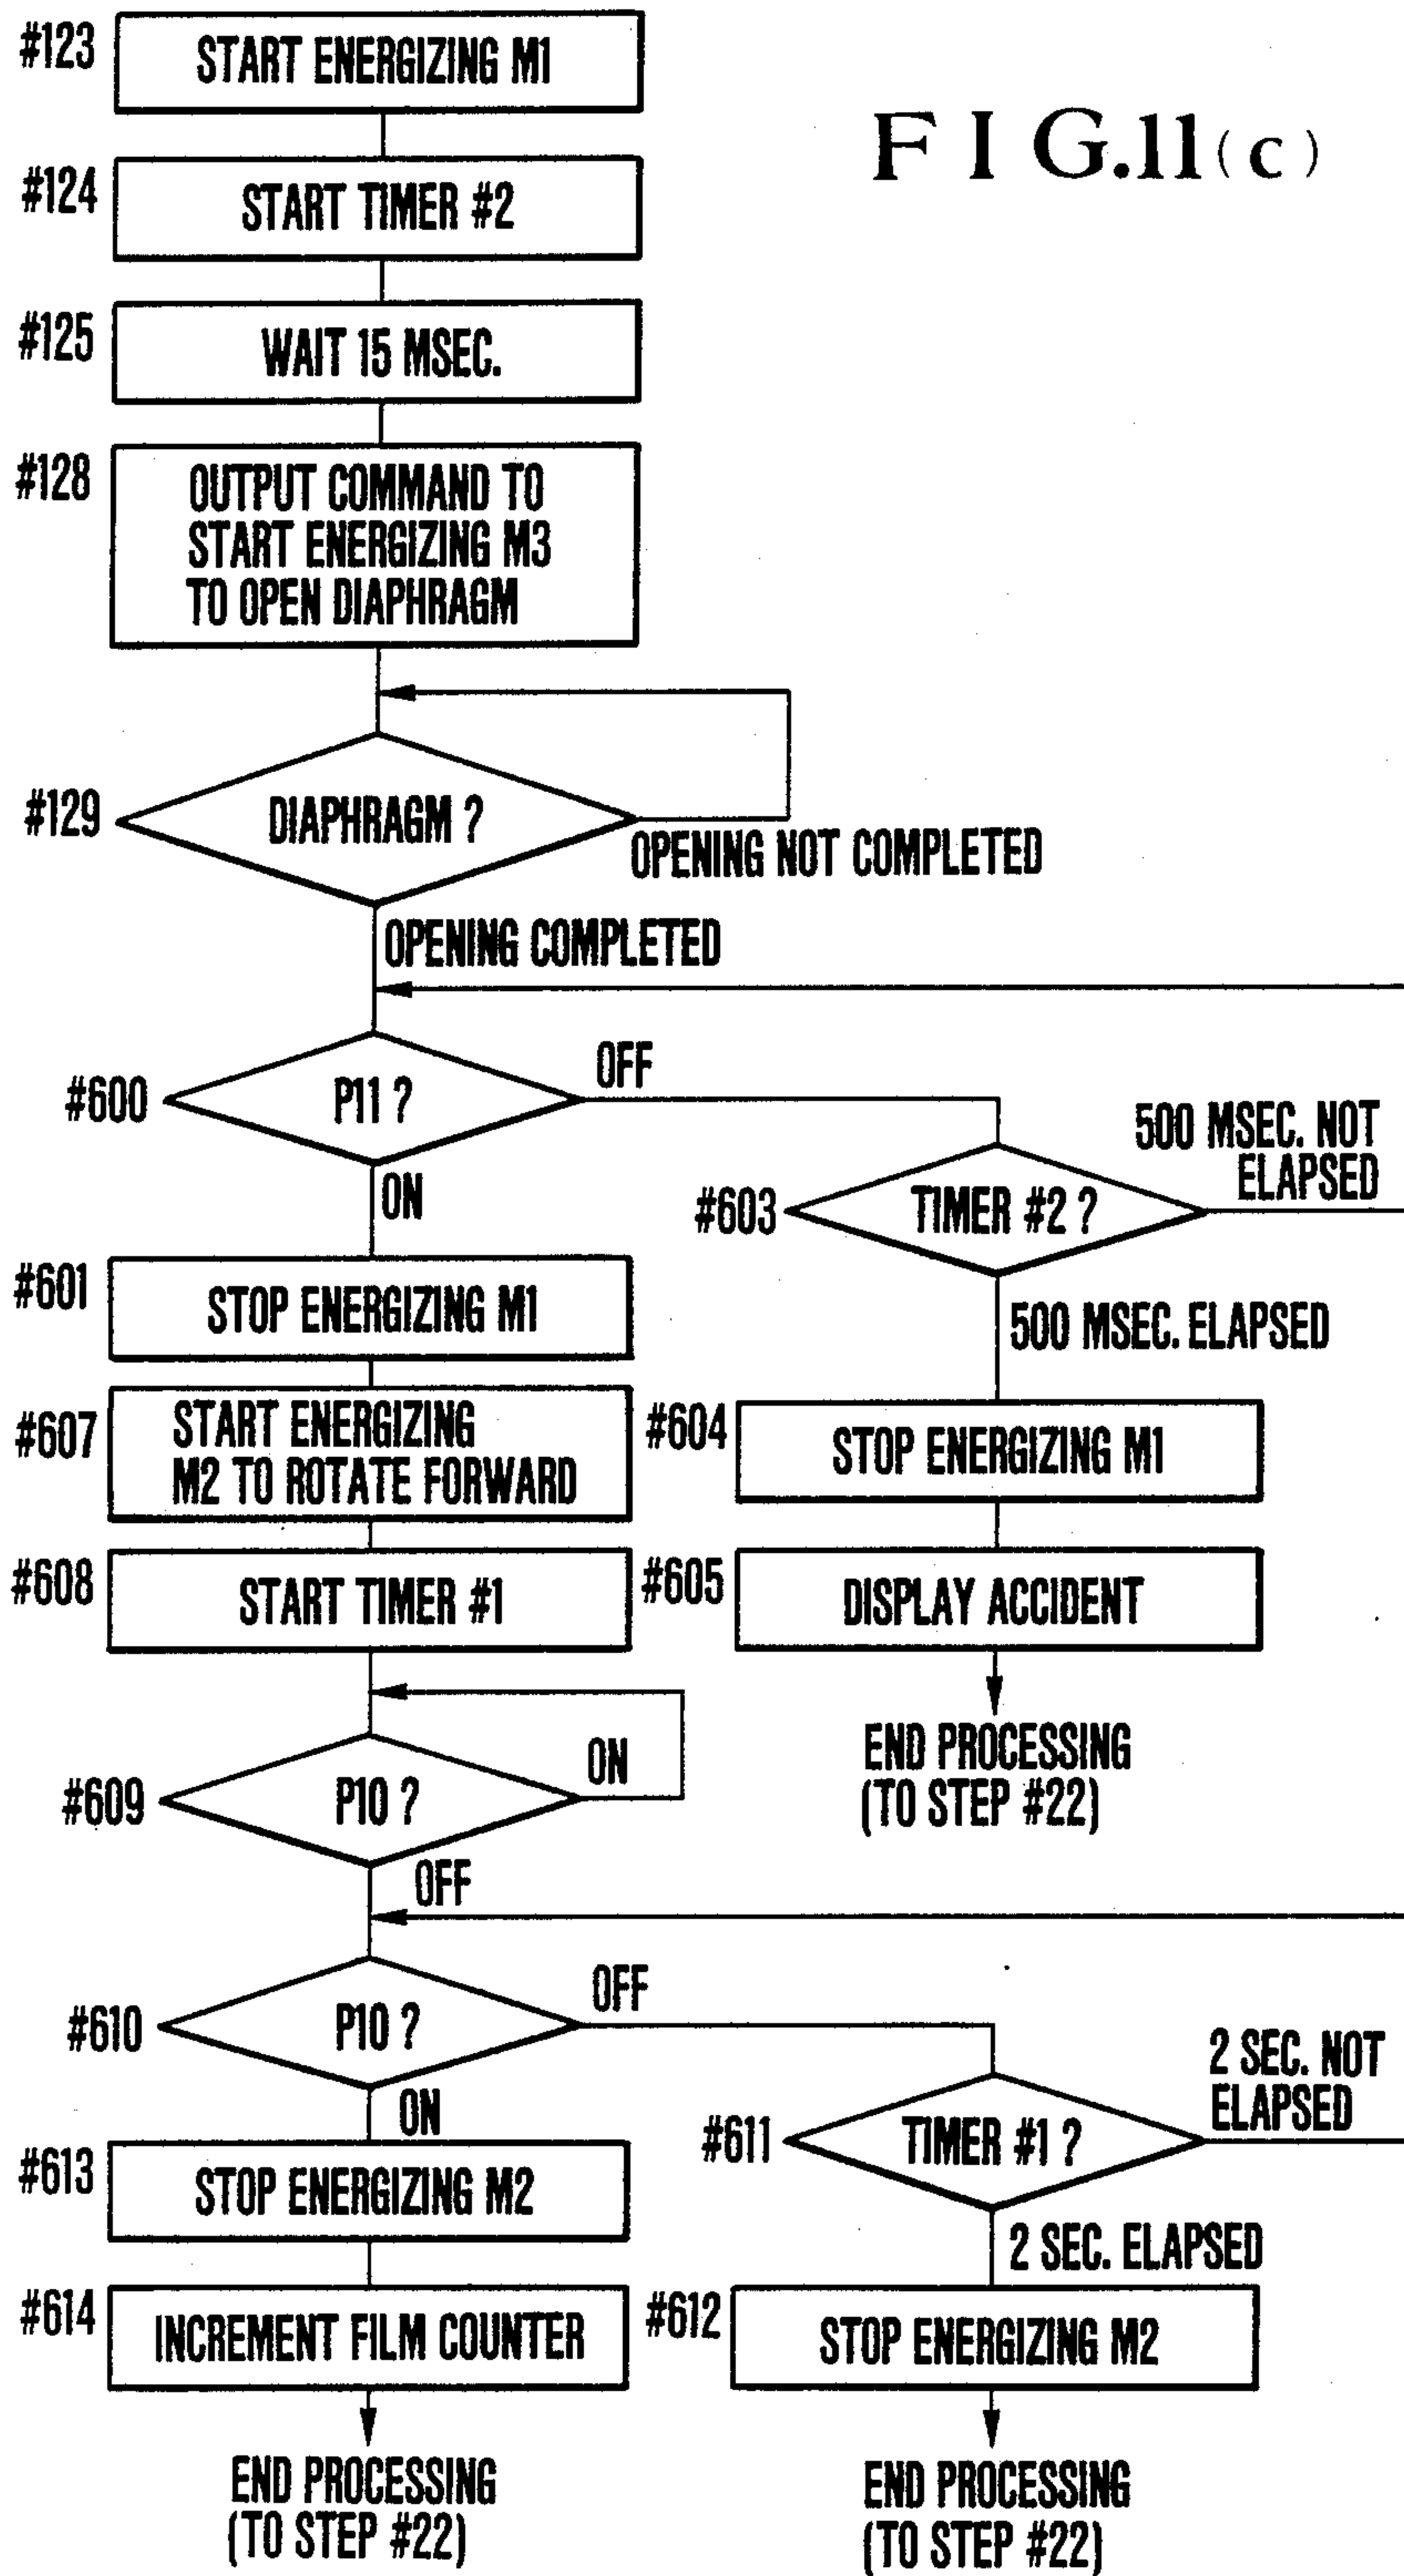 FIG.11(c)
#123
START ENERGIZING M1
#124
START TIMER #2
#125
WAIT 15 MSEC.
#128
OUTPUT COMMAND TO
START ENERGIZING M3
TO OPEN DIAPHRAGM
#129
DIAPHRAGM ?
OPENING NOT COMPLETED
OPENING COMPLETED
#600
P11 ?
OFF
ON
500 MSEC. NOT
ELAPSED
#603
TIMER #2 ?
500 MSEC. ELAPSED
#601
STOP ENERGIZING M1
#607
START ENERGIZING
M2 TO ROTATE FORWARD
#604
STOP ENERGIZING M1
#608
START TIMER #1
#605
DISPLAY ACCIDENT
END PROCESSING
(TO STEP #22)
#609
P10 ?
ON
OFF
#610
P10 ?
OFF
ON
2 SEC. NOT
ELAPSED
#611
TIMER #1 ?
2 SEC. ELAPSED
#613
STOP ENERGIZING M2
#614
INCREMENT FILM COUNTER
#612
STOP ENERGIZING M2
END PROCESSING
(TO STEP #22)
END PROCESSING
(TO STEP #22)